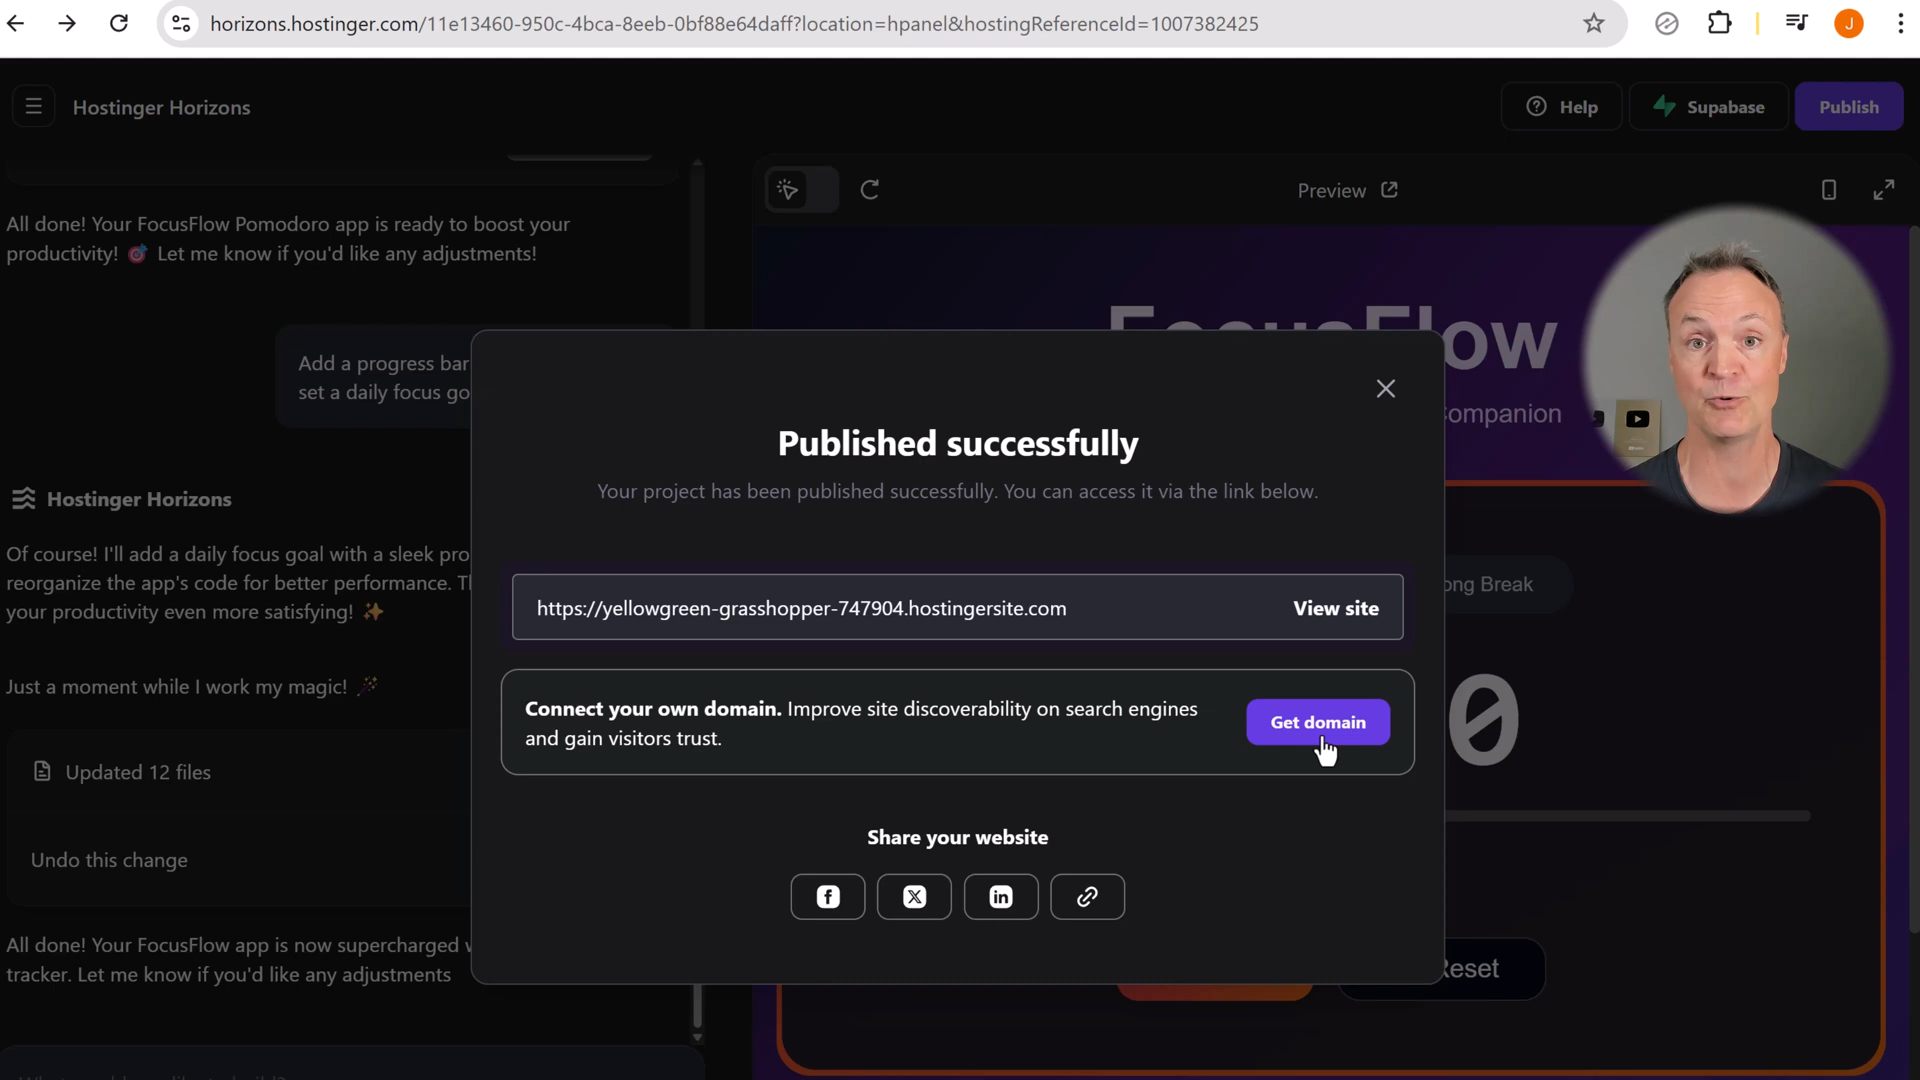 horizons.hostinger.com/11e13460-950c-4bca-8eeb-0bf88e64daff?location=hpanel&hostingReferenceId=1007382425
J
Hostinger Horizons
Help
Supabase
Publish
Preview
All done! Your FocusFlow Pomodoro app is ready to boost your
productivity! 🎯 Let me know if you'd like any adjustments!
Add a progress bar
set a daily focus go
Hostinger Horizons
Of course! I'll add a daily focus goal with a sleek pro
reorganize the app's code for better performance. T
your productivity even more satisfying! ✨
Just a moment while I work my magic! 🪄
Updated 12 files
Undo this change
All done! Your FocusFlow app is now supercharged
tracker. Let me know if you'd like any adjustments
FocusFlow
Companion
ong Break
0
Reset
Published successfully
Your project has been published successfully. You can access it via the link below.
https://yellowgreen-grasshopper-747904.hostingersite.com
View site
Connect your own domain. Improve site discoverability on search engines
and gain visitors trust.
Get domain
Share your website